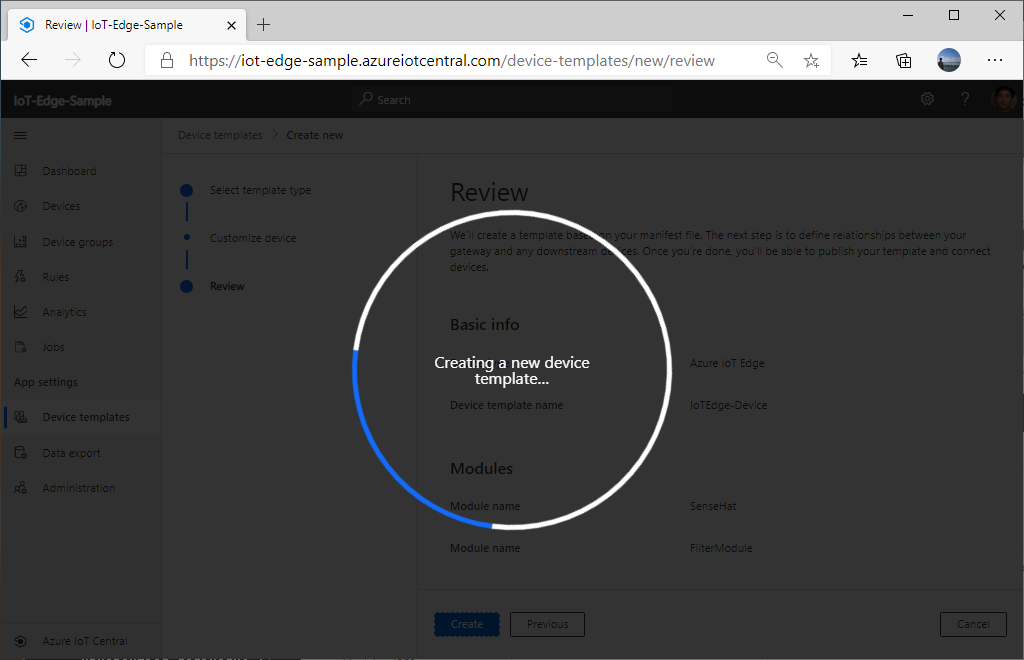 Review | IoT-Edge-Sample
https://iot-edge-sample.azureiotcentral.com/device-templates/new/review
IoT-Edge-Sample
Search
?
Device templates > Create new
Dashboard
Devices
Device groups
Rules
Analytics
Jobs
App settings
Device templates
Data export
Administration
Azure IoT Central
Select template type
Customize device
Review
Review
We'll create a template based on your manifest file. The next step is to define relationships between your
gateway and any downstream devices. Once you're done, you'll be able to publish your template and connect
devices.
Basic info
Creating a new device
template...
Azure IoT Edge
Device template name IoTEdge-Device
Modules
Module name SenseHat
Module name FilterModule
Create Previous Cancel